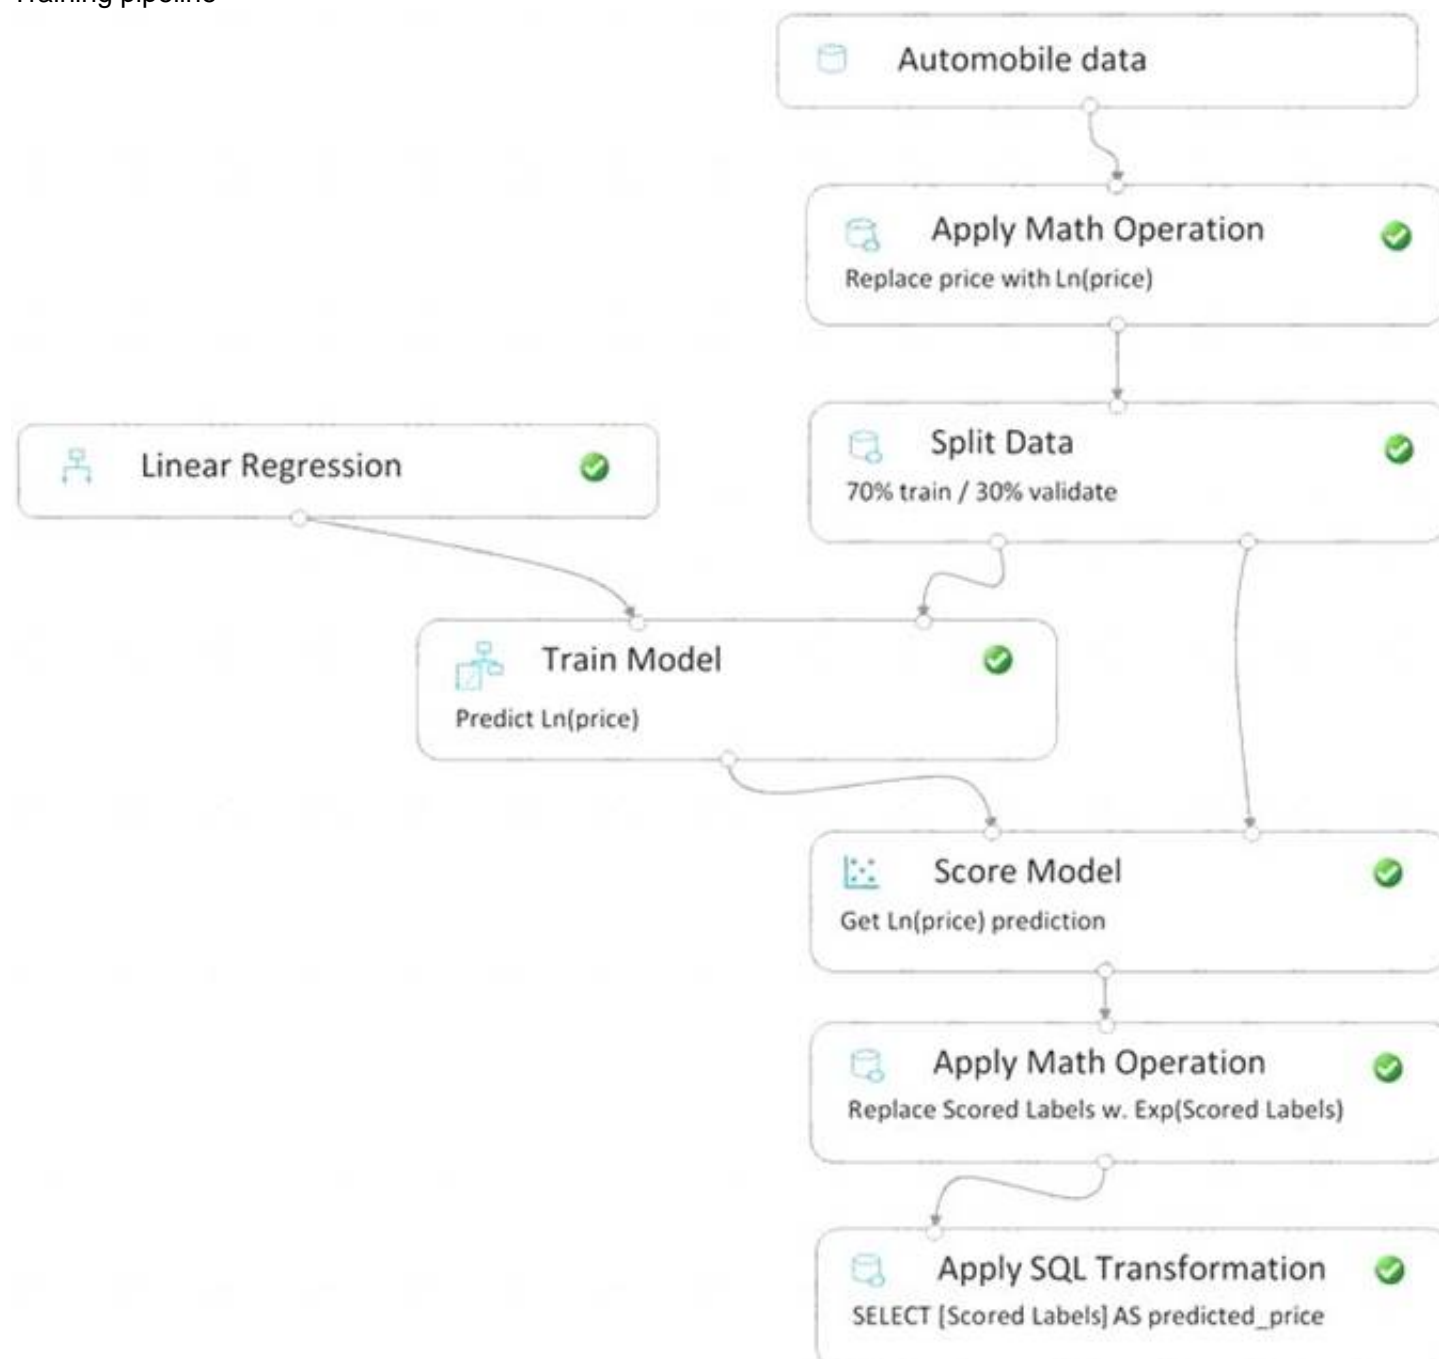 Training pipeline
Automobile data
Apply Math Operation
Replace price with Ln(price)
Linear Regression
Split Data
70% train / 30% validate
Train Model
Predict Ln(price)
Score Model
Get Ln(price) prediction
Apply Math Operation
Replace Scored Labels w. Exp(Scored Labels)
Apply SQL Transformation
SELECT [Scored Labels] AS predicted_price